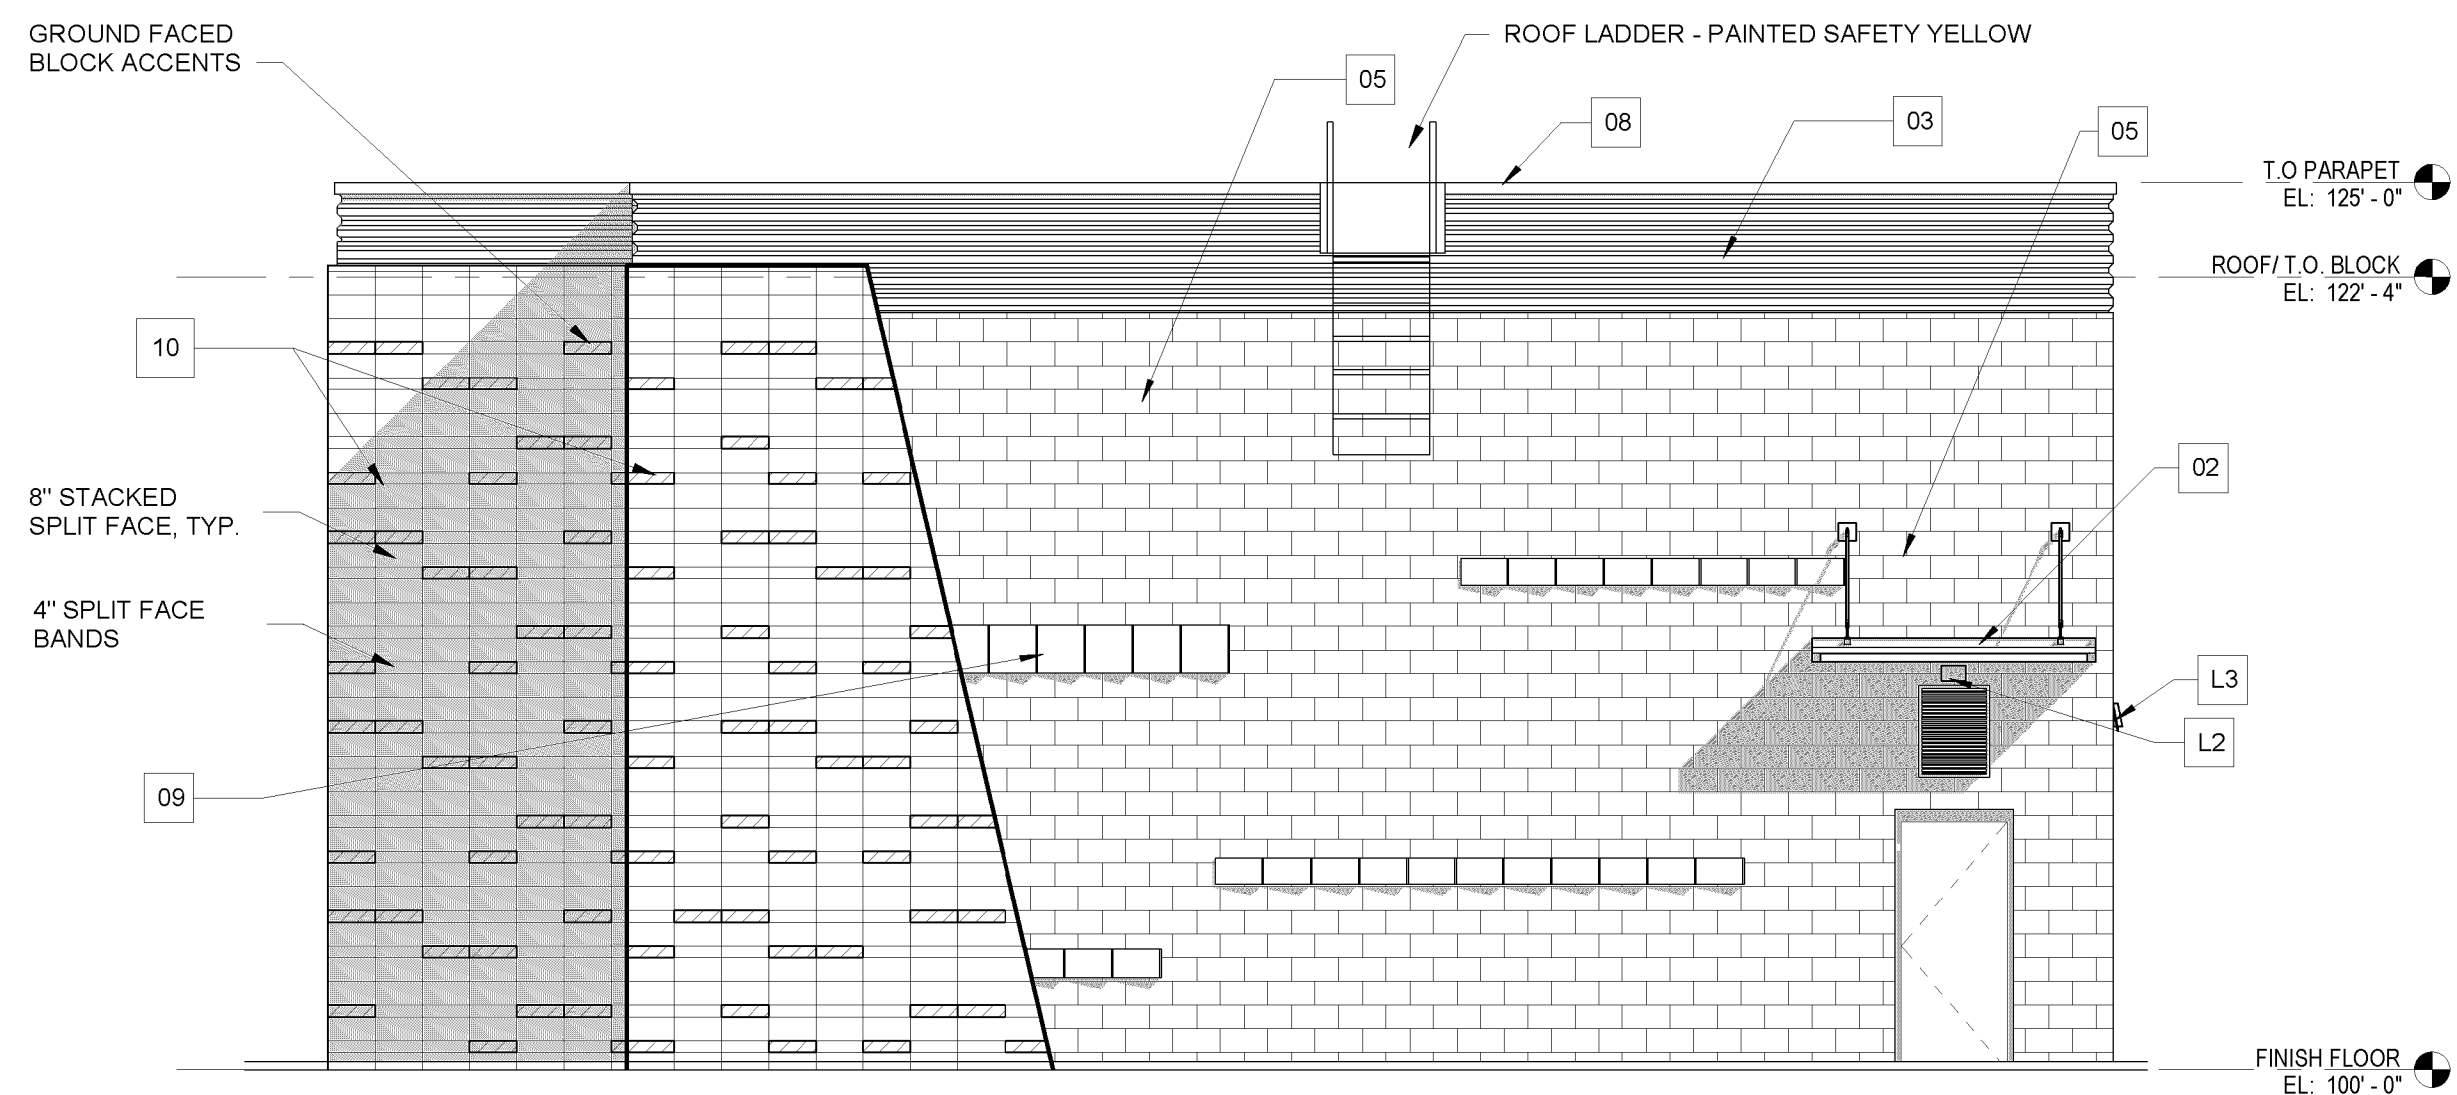 GROUND FACED
BLOCK ACCENTS
ROOF LADDER - PAINTED SAFETY YELLOW
05
08
03
05
T.O PARAPET
EL: 125' - 0"
ROOF/ T.O. BLOCK
EL: 122' - 4"
10
02
8" STACKED
SPLIT FACE, TYP.
4" SPLIT FACE
BANDS
L3
L2
09
FINISH FLOOR
EL: 100' - 0"